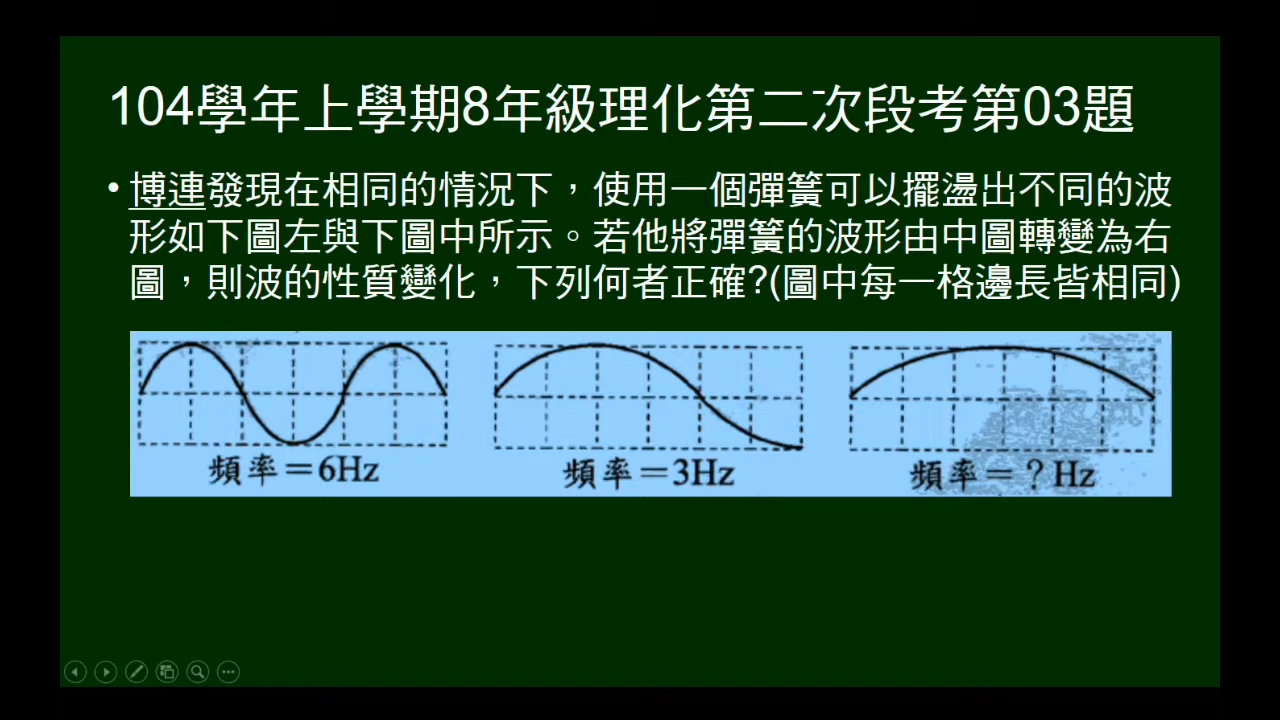 104學年上學期8年級理化第二次段考第03題
•博連發現在相同的情況下，使用一個彈簧可以擺盪出不同的波
形如下圖左與下圖中所示。若他將彈簧的波形由中圖轉變為右
圖，則波的性質變化，下列何者正確?(圖中每一格邊長皆相同)
頻率＝6Hz
頻率＝3Hz
頻率＝？Hz